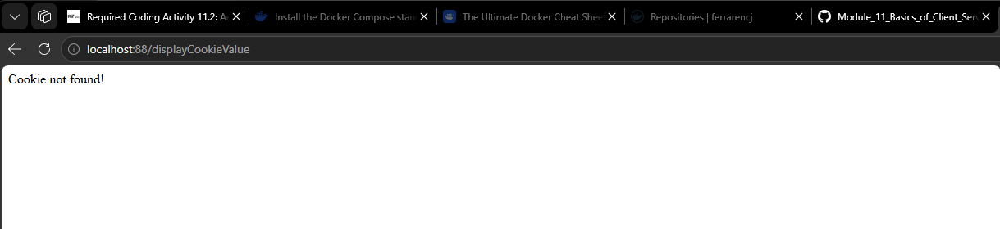 Required Coding Activity 11.2: Ac
Install the Docker Compose stan
The Ultimate Docker Cheat Shee
Repositories | ferrarencj
Module_11_Basics_of_Client_Serv
localhost:88/displayCookieValue
Cookie not found!